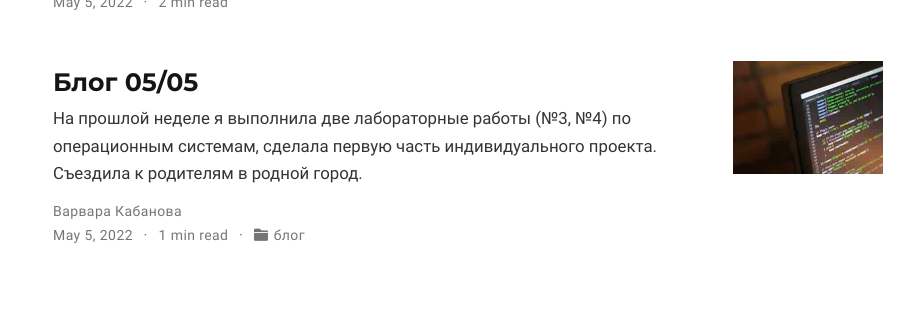 May 5, 2022 · 2 min read
Блог 05/05
На прошлой неделе я выполнила две лабораторные работы (№3, №4) по
операционным системам, сделала первую часть индивидуального проекта.
Съездила к родителям в родной город.
Варвара Кабанова
May 5, 2022 · 1 min read · блог